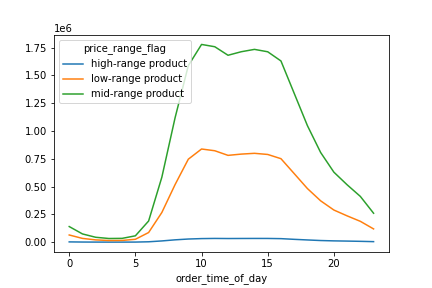 1e6
price_range_flag
high-range product
low-range product
mid-range product
1.75
1.50
1.25
1.00
0.75
0.50
0.25
0.00
0 5 10 15 20
order_time_of_day